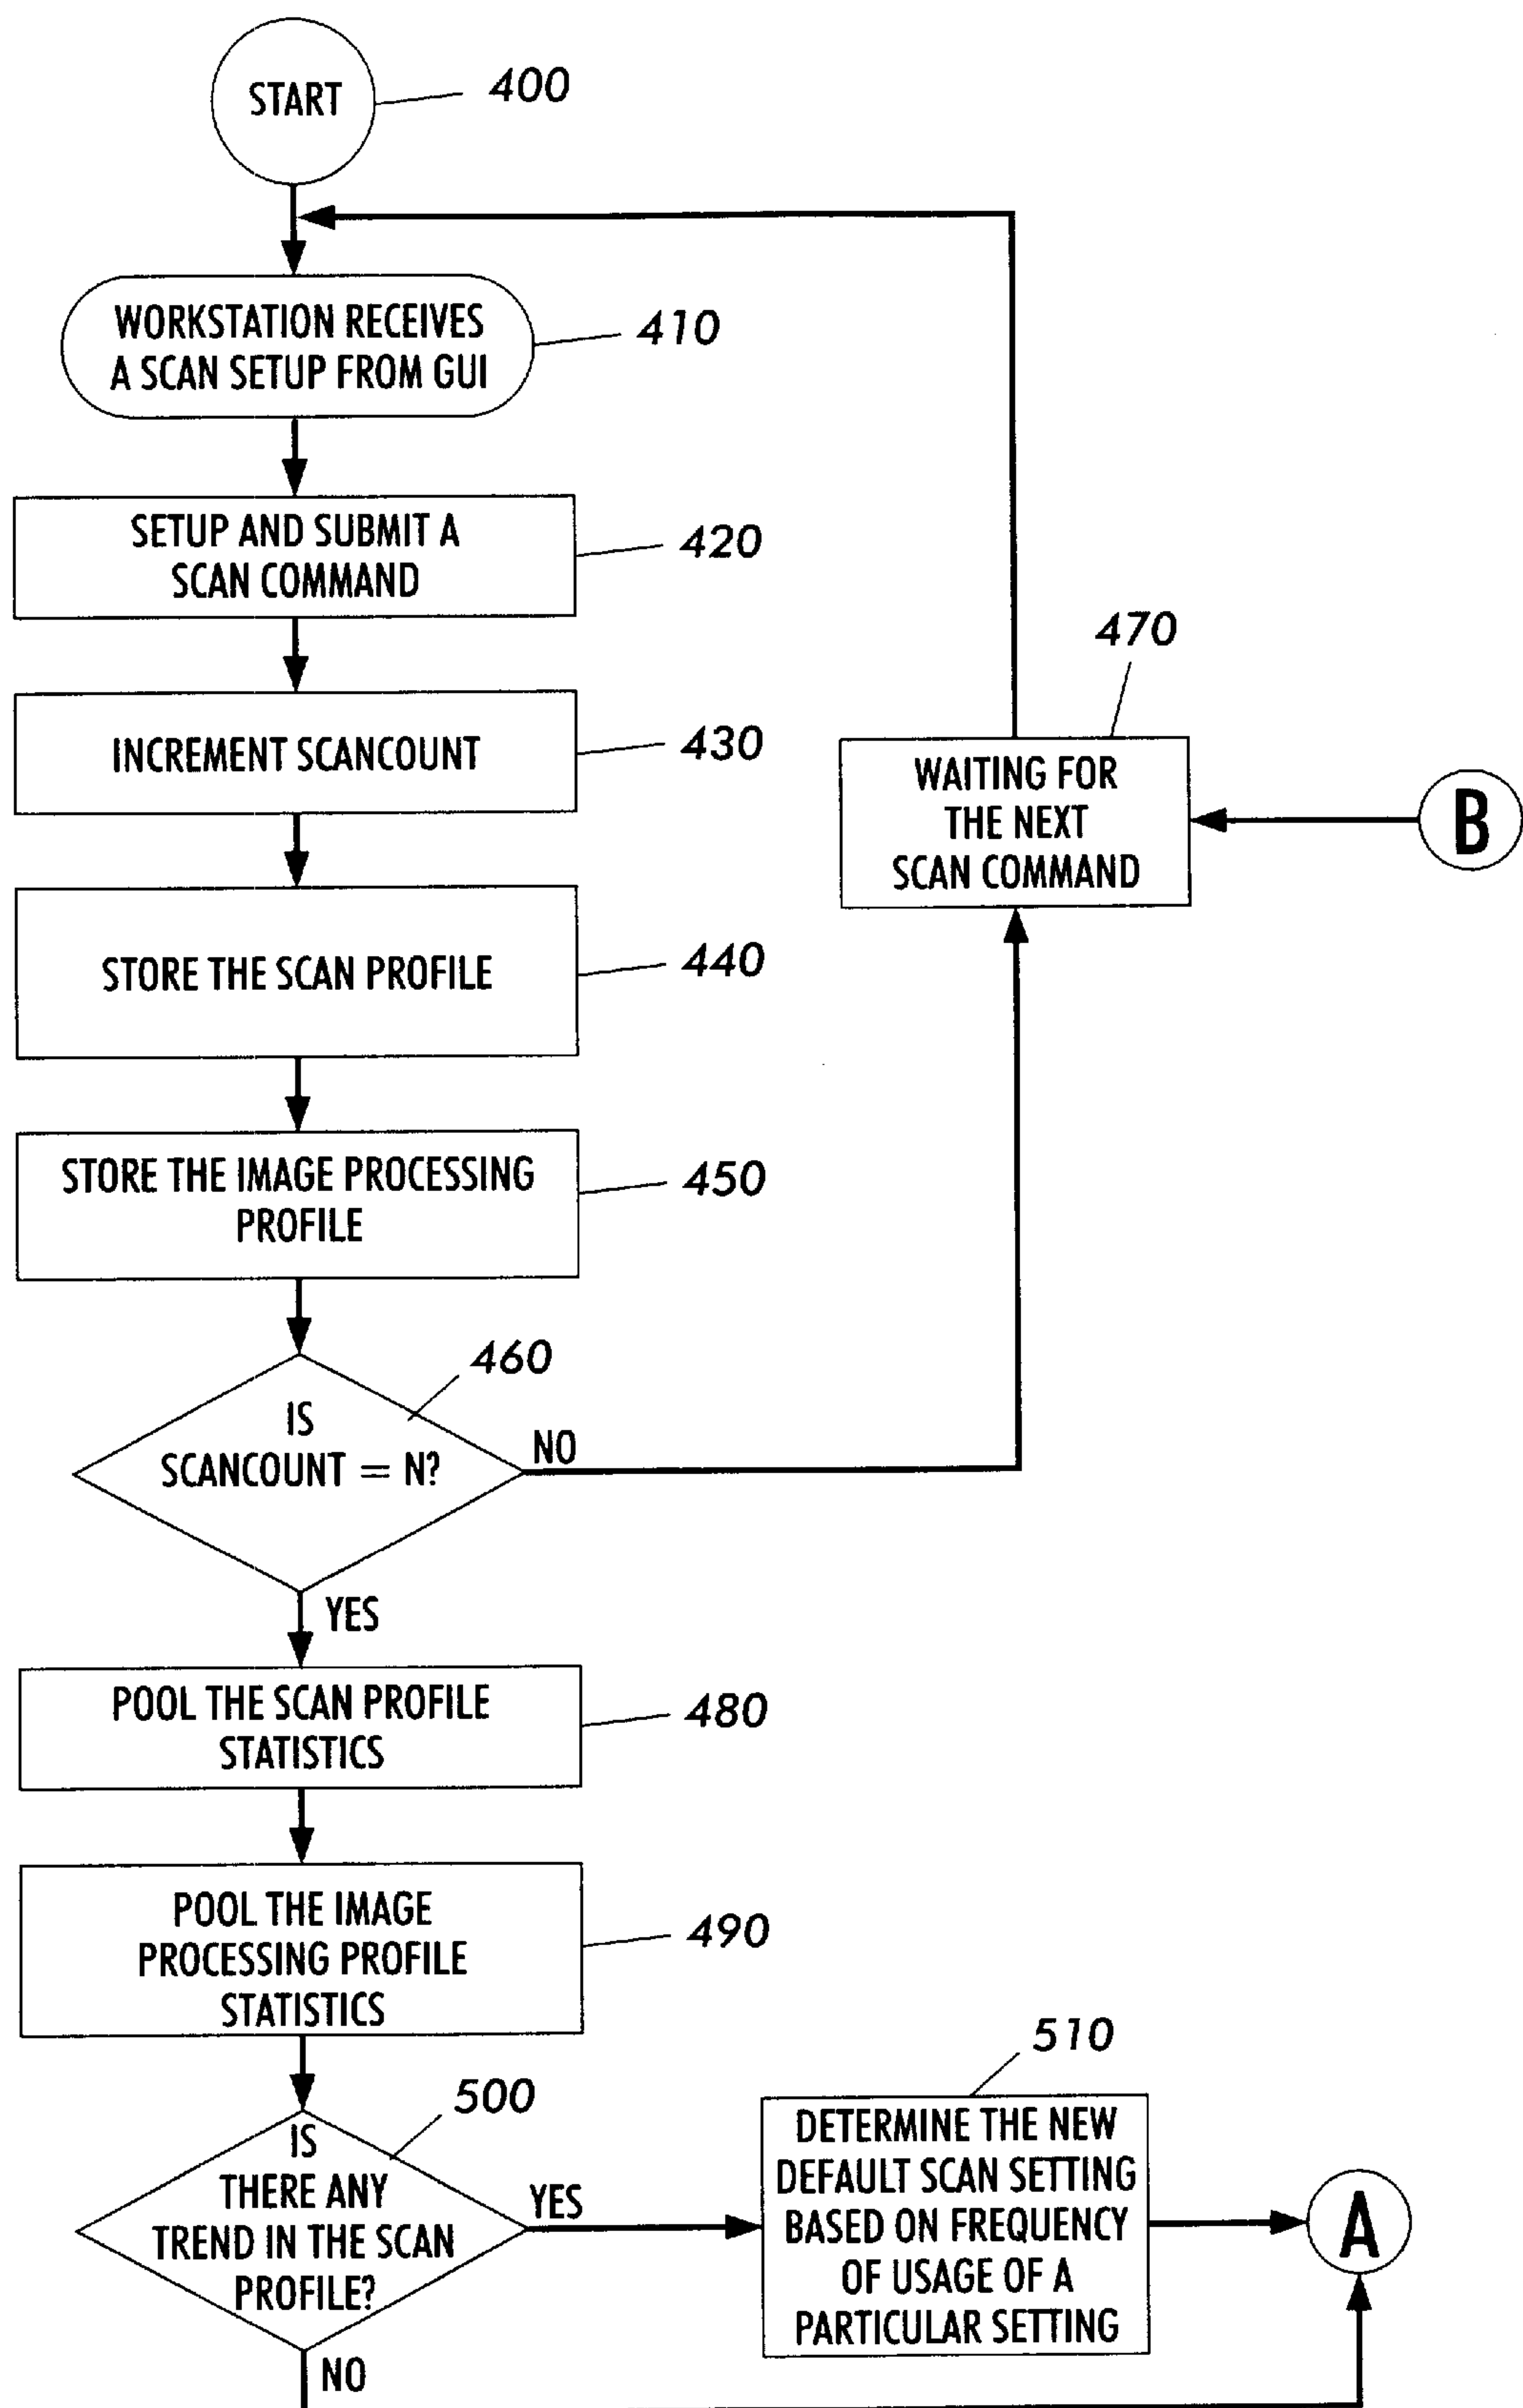 START
400
WORKSTATION RECEIVES
A SCAN SETUP FROM GUI
410
SETUP AND SUBMIT A
SCAN COMMAND
420
INCREMENT SCANCOUNT
430
470
WAITING FOR
THE NEXT
SCAN COMMAND
B
STORE THE SCAN PROFILE
440
STORE THE IMAGE PROCESSING
PROFILE
450
460
IS
SCANCOUNT = N?
NO
YES
POOL THE SCAN PROFILE
STATISTICS
480
POOL THE IMAGE
PROCESSING PROFILE
STATISTICS
490
500
IS
THERE ANY
TREND IN THE SCAN
PROFILE?
YES
510
DETERMINE THE NEW
DEFAULT SCAN SETTING
BASED ON FREQUENCY
OF USAGE OF A
PARTICULAR SETTING
A
NO